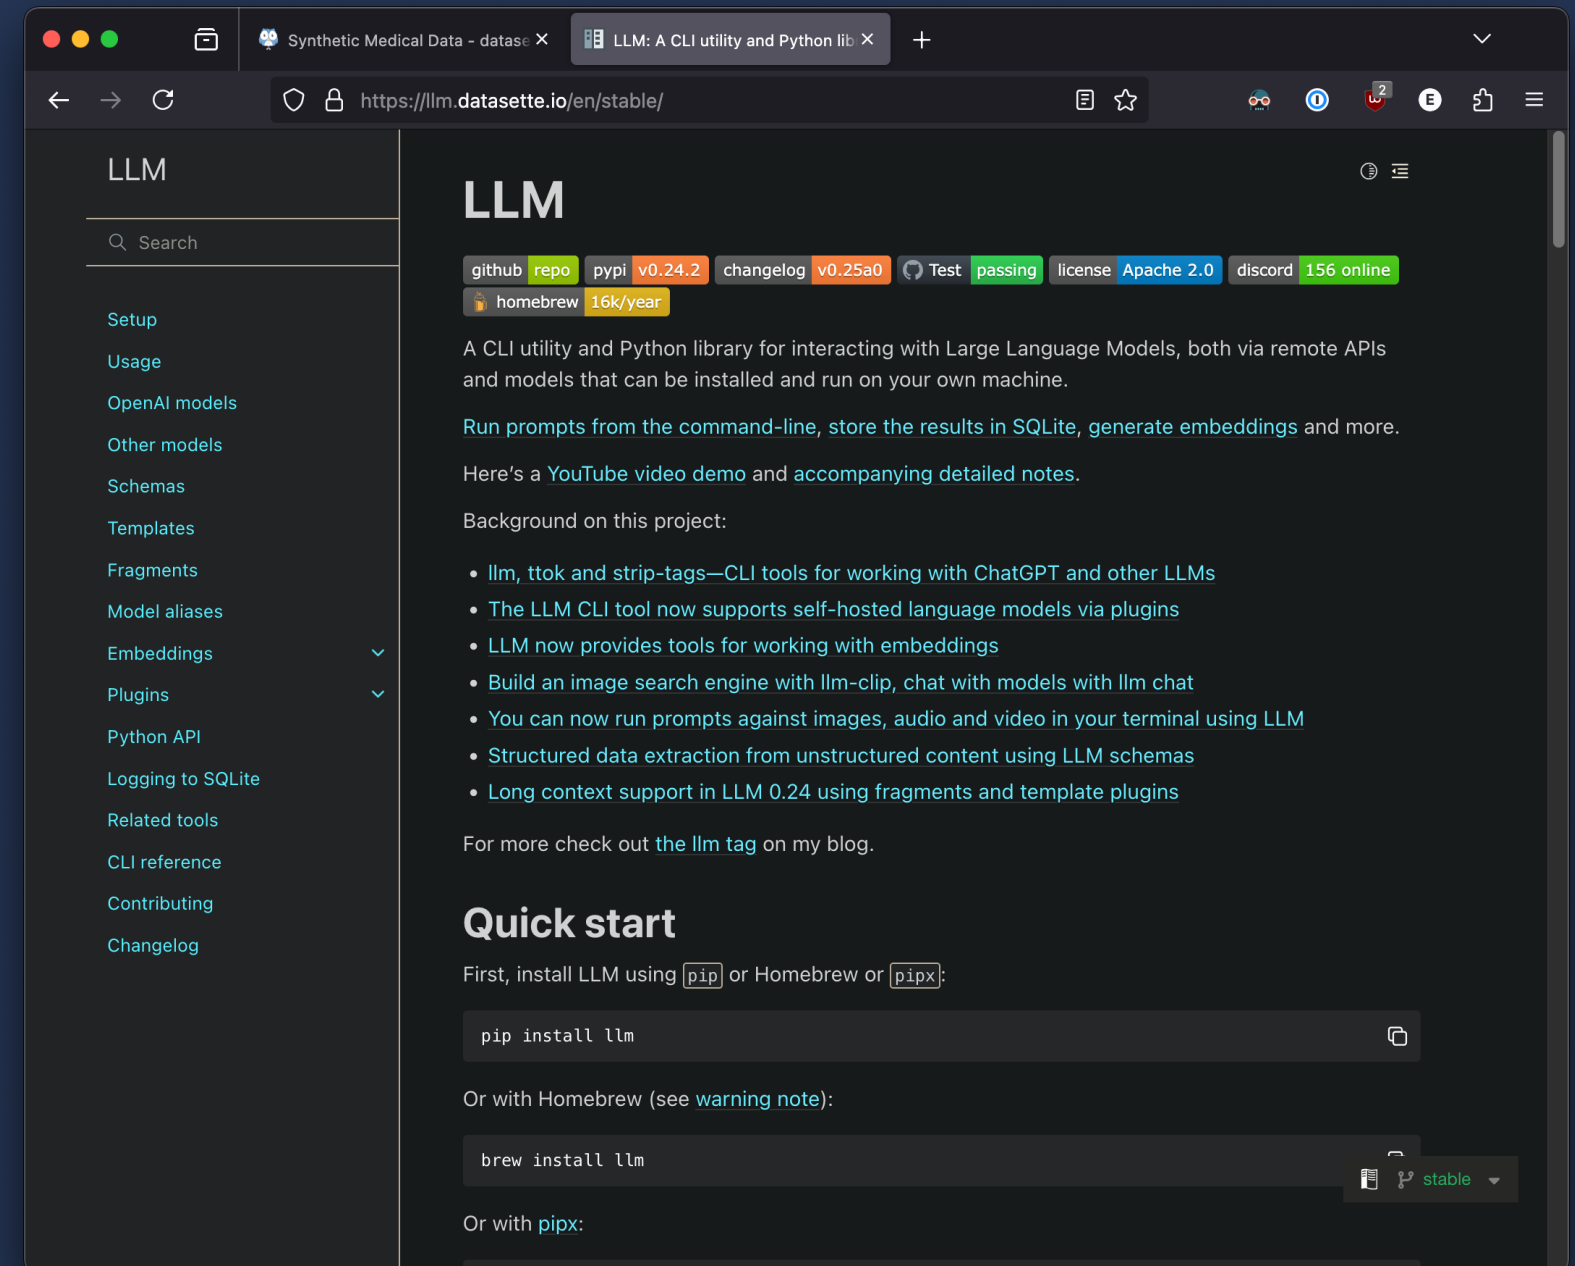 Synthetic Medical Data - datase
LLM: A CLI utility and Python lib
https://llm.datasette.io/en/stable/
2
E
LLM
Search
Setup
Usage
OpenAI models
Other models
Schemas
Templates
Fragments
Model aliases
Embeddings
Plugins
Python API
Logging to SQLite
Related tools
CLI reference
Contributing
Changelog
LLM
github repo pypi v0.24.2 changelog v0.25a0 Test passing license Apache 2.0 discord 156 online
homebrew 16k/year
A CLI utility and Python library for interacting with Large Language Models, both via remote APIs
and models that can be installed and run on your own machine.
Run prompts from the command-line, store the results in SQLite, generate embeddings and more.
Here’s a YouTube video demo and accompanying detailed notes.
Background on this project:
• llm, ttok and strip-tags—CLI tools for working with ChatGPT and other LLMs
• The LLM CLI tool now supports self-hosted language models via plugins
• LLM now provides tools for working with embeddings
• Build an image search engine with llm-clip, chat with models with llm chat
• You can now run prompts against images, audio and video in your terminal using LLM
• Structured data extraction from unstructured content using LLM schemas
• Long context support in LLM 0.24 using fragments and template plugins
For more check out the llm tag on my blog.
Quick start
First, install LLM using pip or Homebrew or pipx:
pip install llm
Or with Homebrew (see warning note):
brew install llm
stable
Or with pipx: